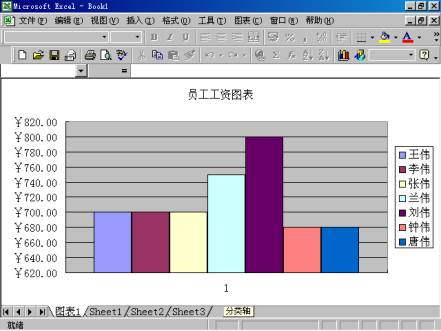 Microsoft Excel - Book1
文件(F) 编辑(E) 视图(V) 插入(I) 格式(O) 工具(T) 图表(C) 窗口(W) 帮助(H)
B I U
=
员工工资图表
￥820.00
￥800.00
￥780.00
￥760.00
￥740.00
￥720.00
￥700.00
￥680.00
￥660.00
￥640.00
￥620.00
王伟
李伟
张伟
兰伟
刘伟
钟伟
唐伟
1
图表1 Sheet1 Sheet2 Sheet3
分类轴
就绪